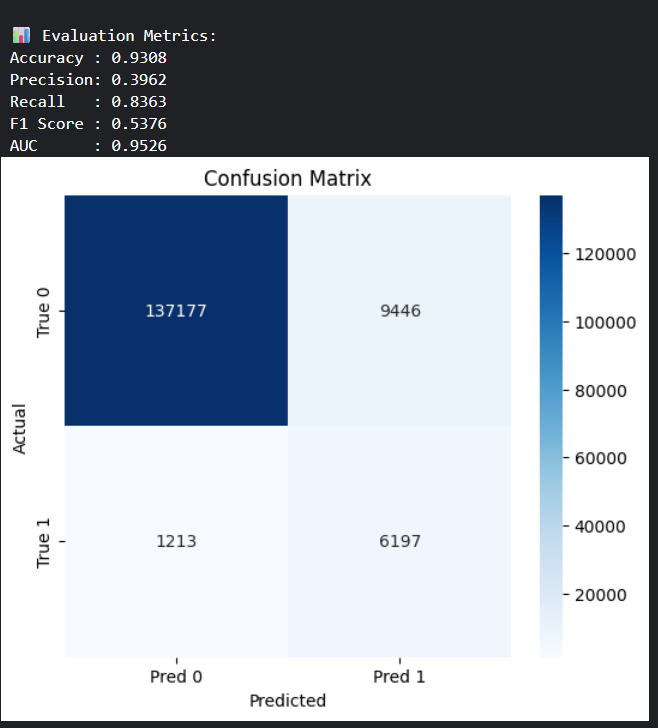 📊 Evaluation Metrics:
Accuracy : 0.9308
Precision: 0.3962
Recall   : 0.8363
F1 Score : 0.5376
AUC      : 0.9526
Confusion Matrix
True 0
137177
9446
True 1
1213
6197
Actual
Pred 0
Pred 1
Predicted
120000
100000
80000
60000
40000
20000